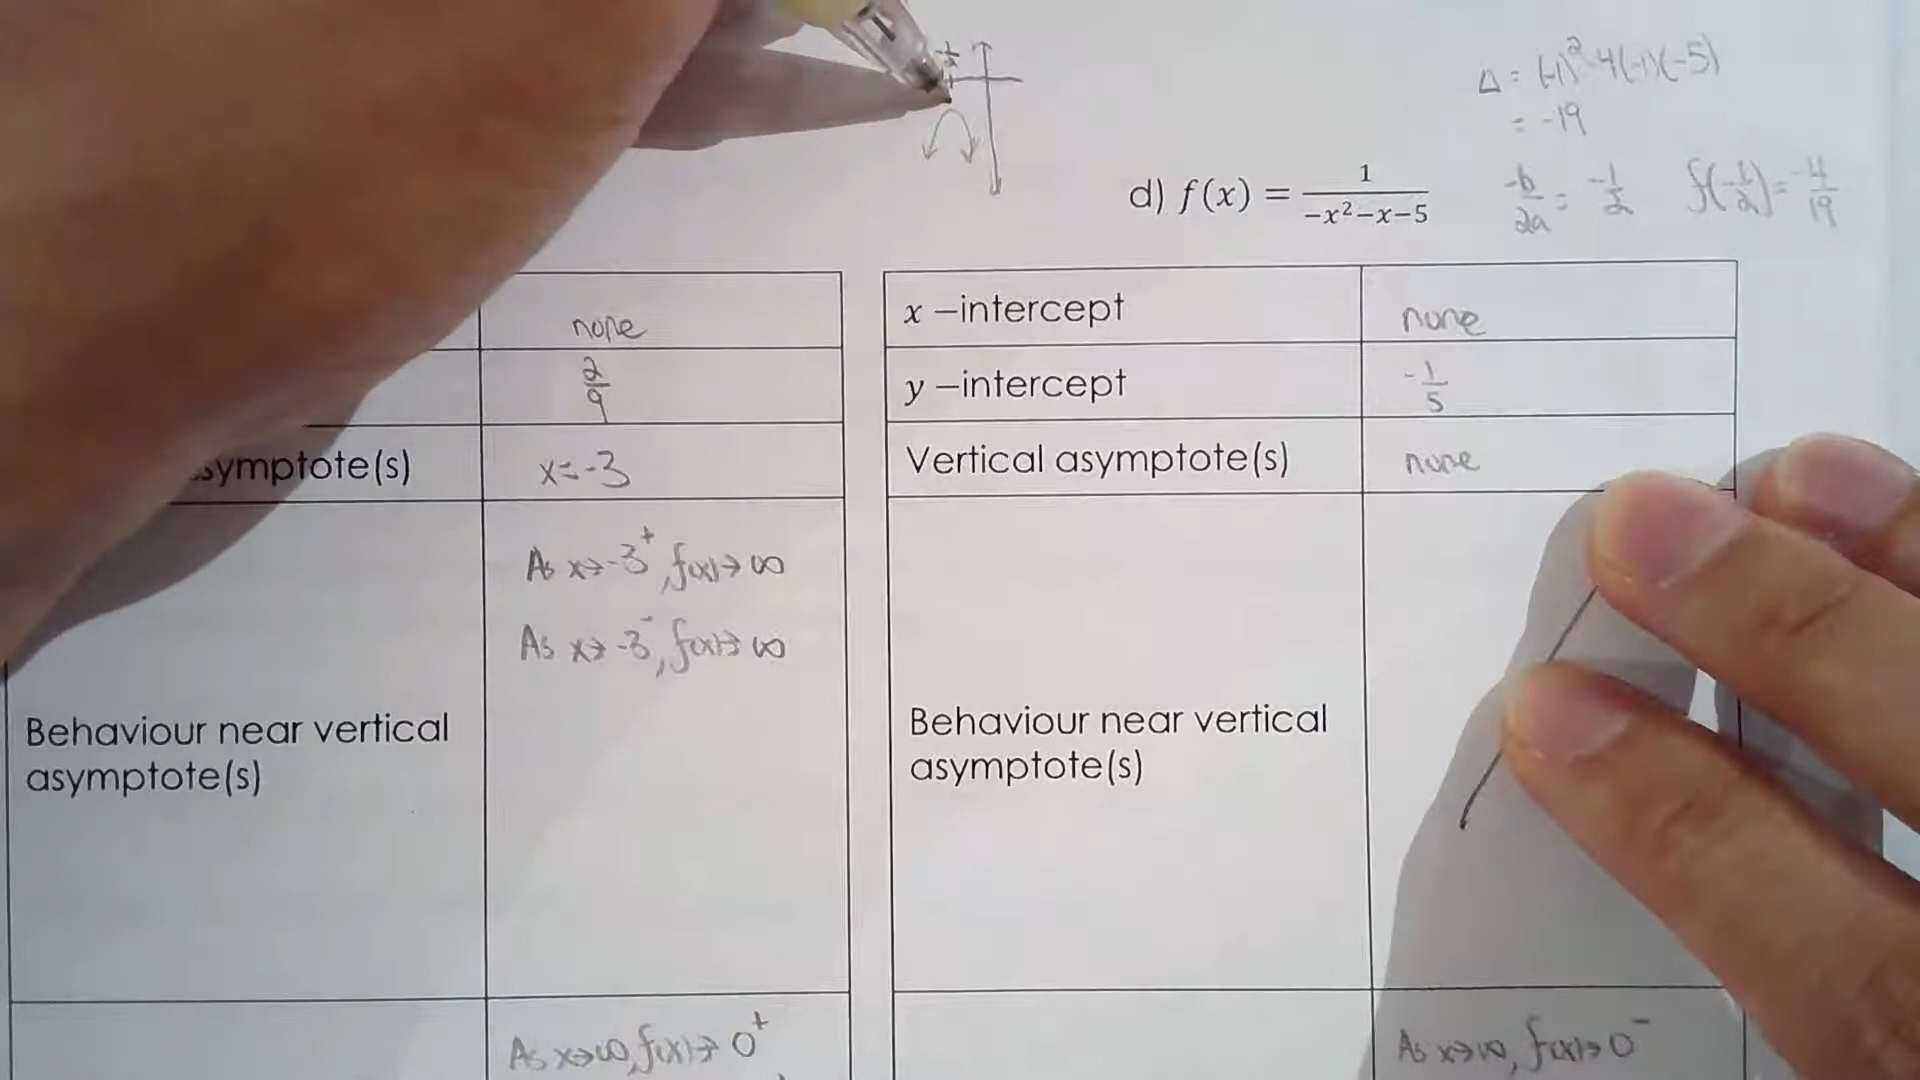 Δ = (-1)² - 4(-1)(-5)
= -19
d) f(x) = 1/(-x²-x-5)
-b/2a = -1/2 f(-1/2) = -4/19
none
2/9
symptote(s) x=-3
As x→-3⁺, f(x)→∞
As x→-3⁻, f(x)→∞
Behaviour near vertical
asymptote(s)
As x→∞, f(x)→0⁺
x –intercept none
y –intercept -1/5
Vertical asymptote(s) none
Behaviour near vertical
asymptote(s)
As x→∞, f(x)→0⁻